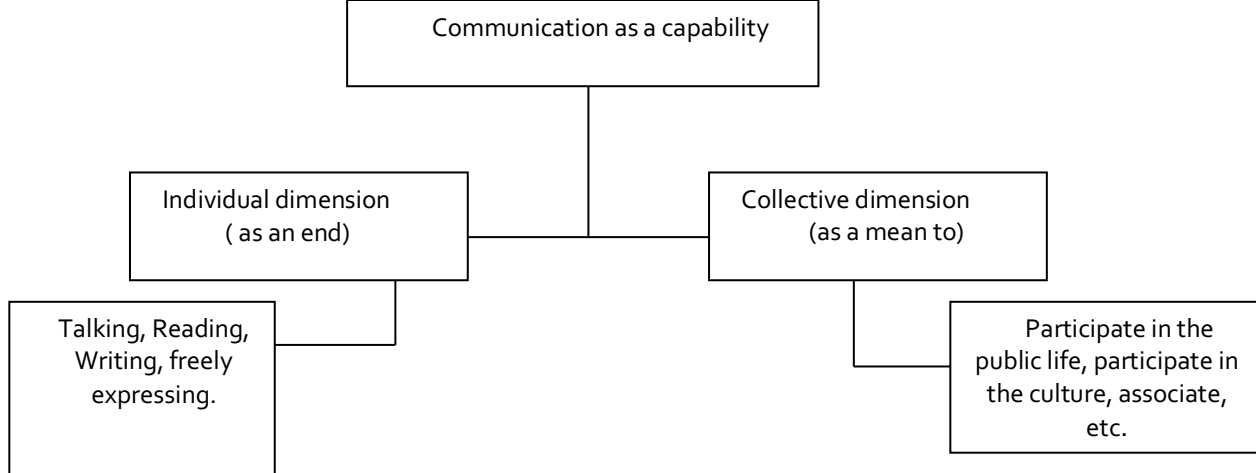 Communication as a capability
Individual dimension
( as an end)
Collective dimension
(as a mean to)
Talking, Reading,
Writing, freely
expressing.
Participate in the
public life, participate in
the culture, associate,
etc.